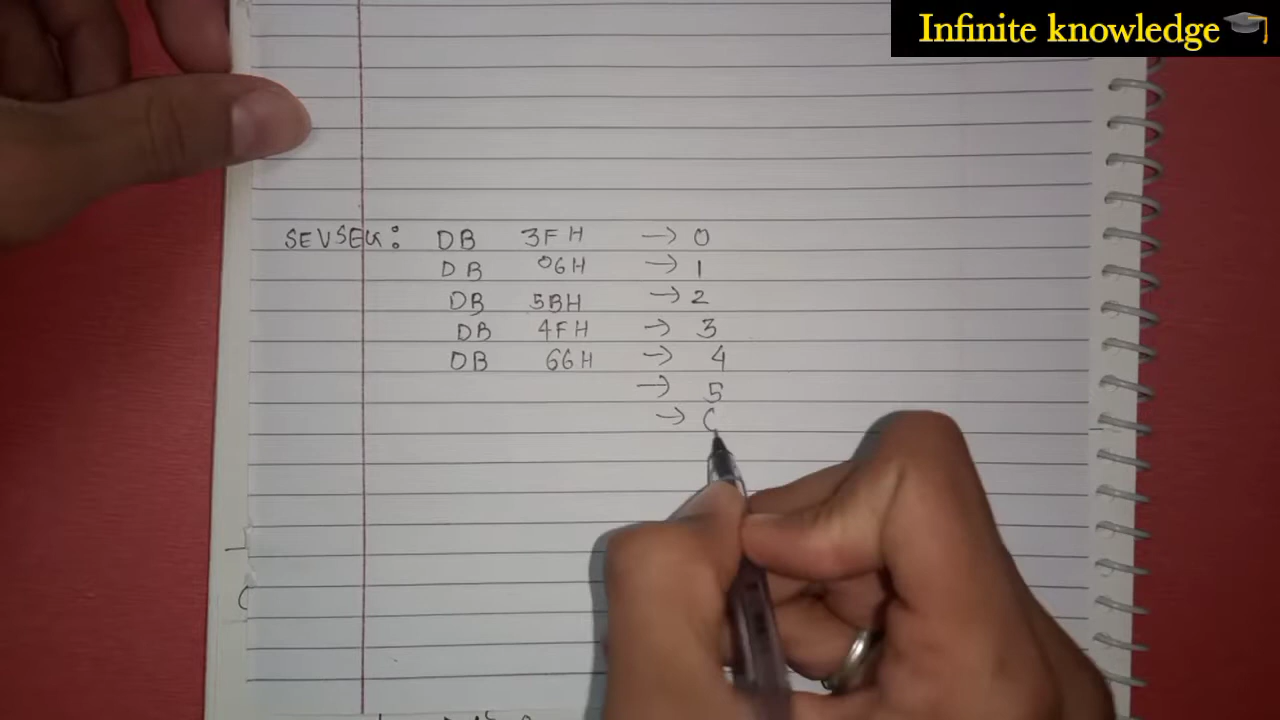 Infinite knowledge
SEVSEG: DB 3FH → 0
DB 06H → 1
DB 5BH → 2
DB 4FH → 3
DB 66H → 4
→ 5
→